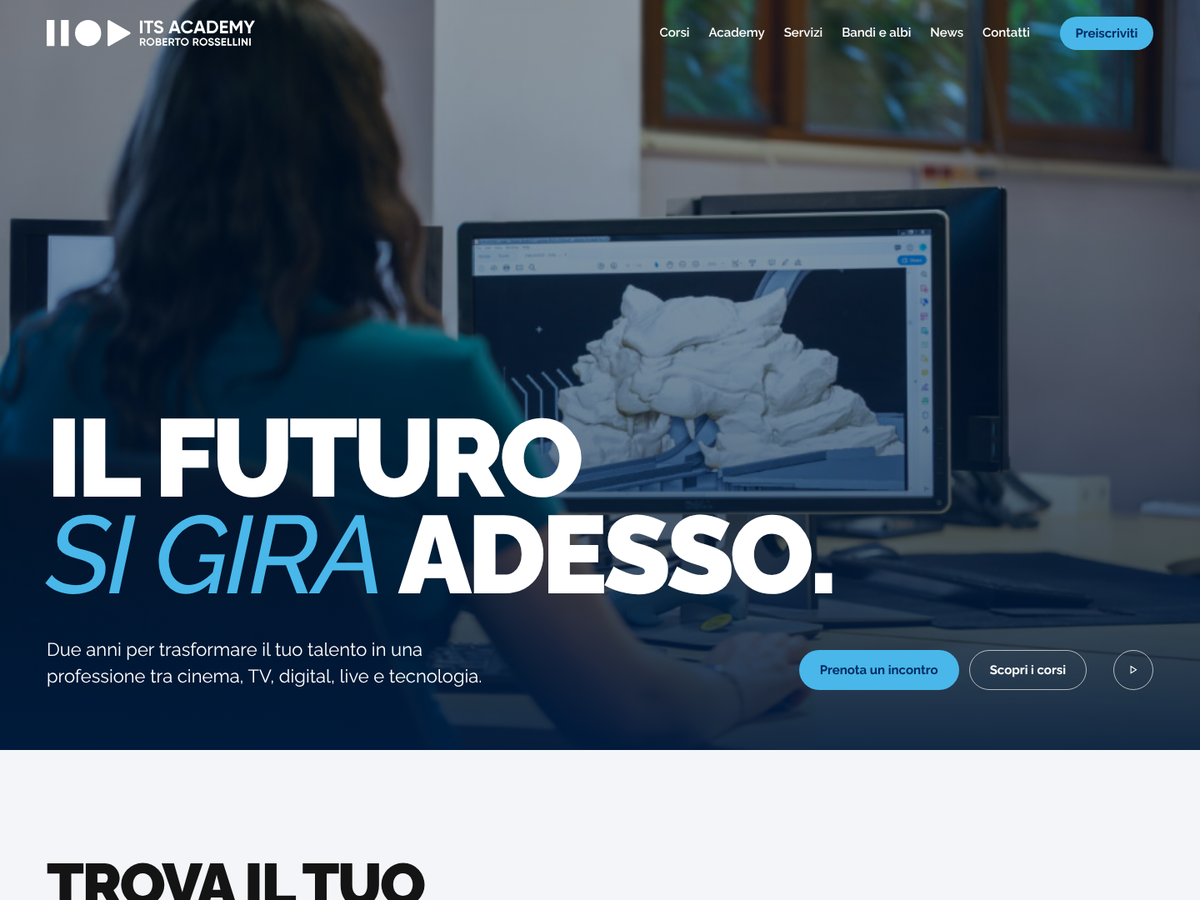 ITS ACADEMY
ROBERTO ROSSELLINI
Corsi Academy Servizi Bandi e albi News Contatti Preiscriviti
IL FUTURO
SI GIRA ADESSO.
Due anni per trasformare il tuo talento in una
professione tra cinema, TV, digital, live e tecnologia.
Prenota un incontro Scopri i corsi
TROVA IL TUO